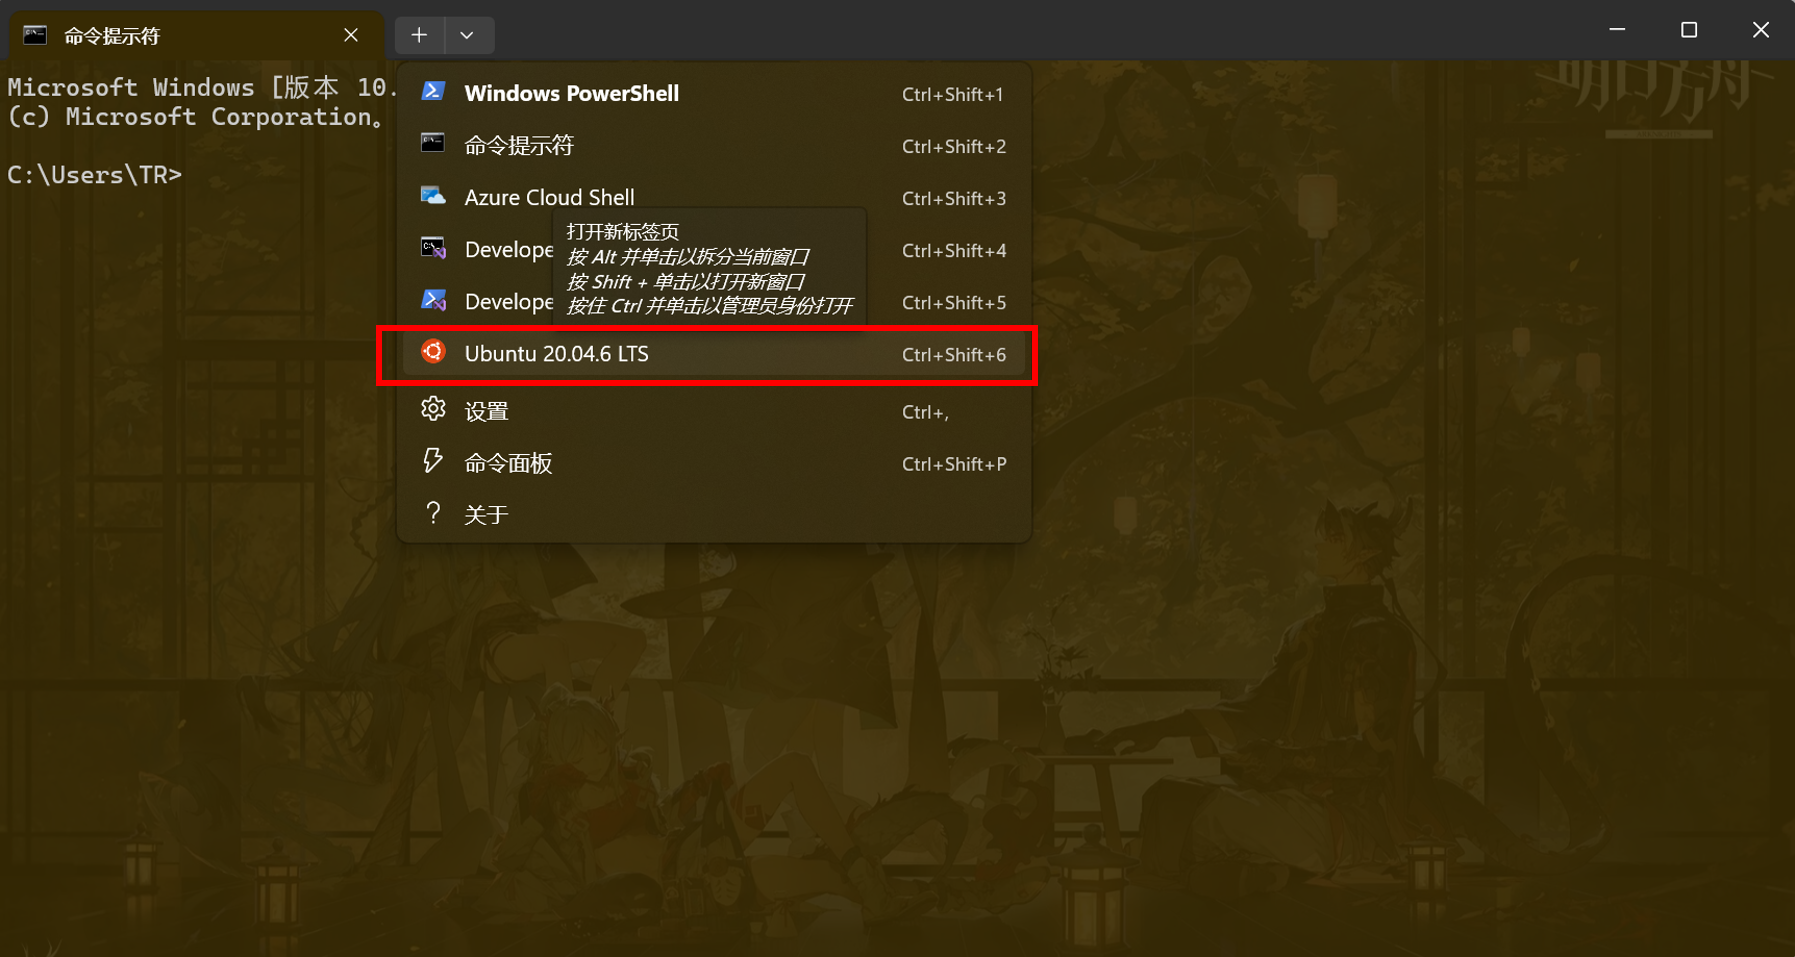 命令提示符
Microsoft Windows [版本 10.
(c) Microsoft Corporation。
C:\Users\TR>
Windows PowerShell Ctrl+Shift+1
命令提示符 Ctrl+Shift+2
Azure Cloud Shell Ctrl+Shift+3
Develope Ctrl+Shift+4
Develope Ctrl+Shift+5
打开新标签页
按 Alt 并单击以拆分当前窗口
按 Shift + 单击以打开新窗口
按住 Ctrl 并单击以管理员身份打开
Ubuntu 20.04.6 LTS Ctrl+Shift+6
设置 Ctrl+,
命令面板 Ctrl+Shift+P
关于
明日方舟